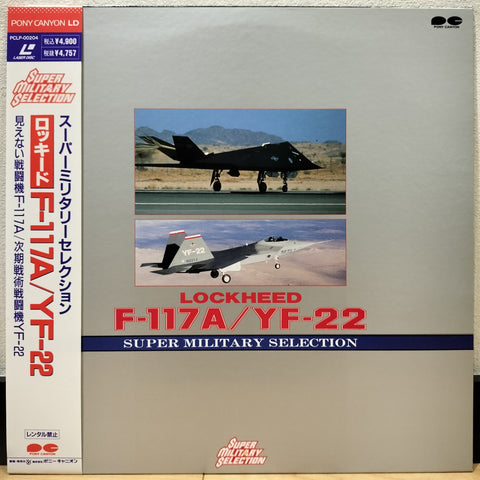 PONY CANYON LD
PCLP-00204
LASER DISC
税込¥4,900
税抜¥4,757
SUPER
MILITARY
SELECTION
スーパーミリタリーセレクション
ロッキード F-117A/YF-22
見えない戦闘機F-117A/次期戦術戦闘機YF-22
レンタル禁止
PONY CANYON
ポニーキャニオン
PONY CANYON
YF-22
LOCKHEED
F-117A/YF-22
SUPER MILITARY SELECTION
SUPER
MILITARY
SELECTION